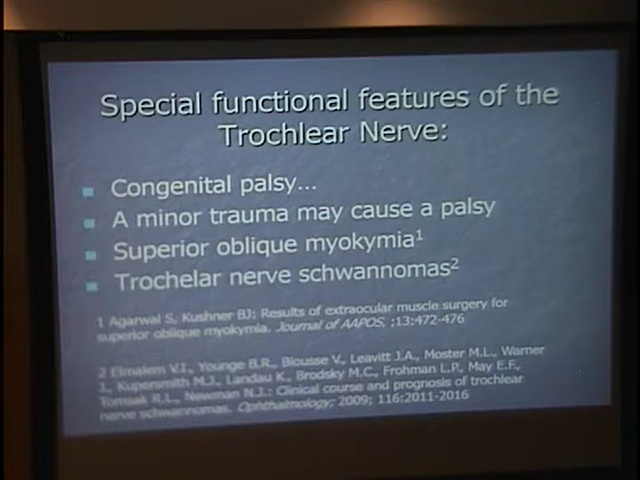 Special functional features of the
Trochlear Nerve:
Congenital palsy...
A minor trauma may cause a palsy
Superior oblique myokymia1
Trochelar nerve schwannomas2
1 Agarwal S, Kushner BJ: Results of extraocular muscle surgery for
superior oblique myokymia. Journal of AAPOS, ;13:472-476
2 Elmalem V.I., Younge B.R., Biousse V., Leavitt J.A., Moster M.L., Warner
J., Kupersmith M.J., Landau K., Brodsky M.C., Frohman L.P., May E.F.,
Tomsak R.L., Newman N.J.: Clinical course and prognosis of trochlear
nerve schwannomas. Ophthalmology; 2009; 116:2011-2016